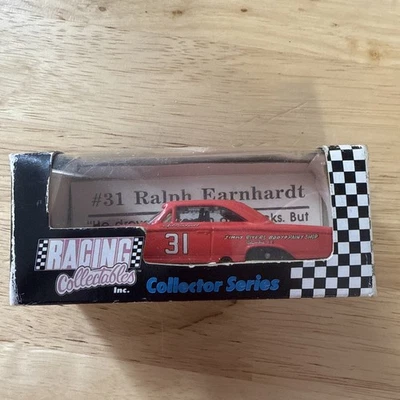 #31 Ralph Earnhardt
"He drove
ks. But
31
RACING
Collectables
Inc.
Collector Series